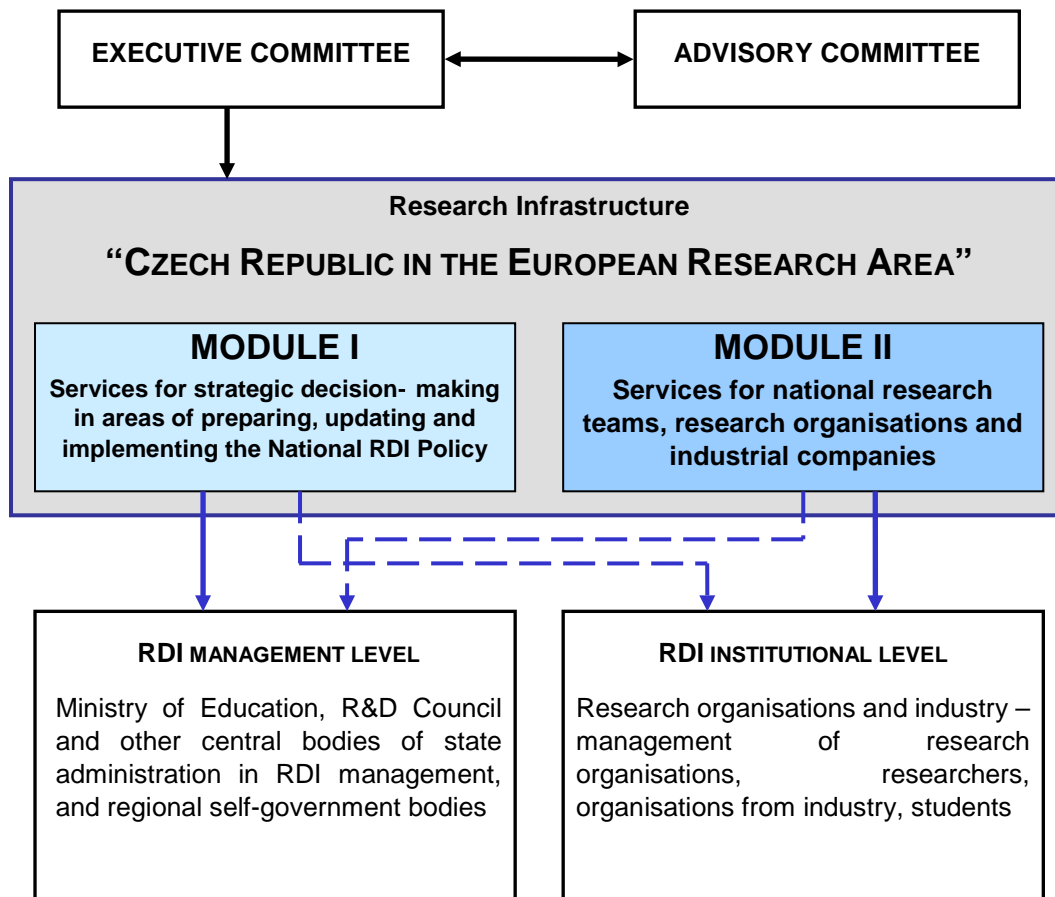 EXECUTIVE COMMITTEE
ADVISORY COMMITTEE
Research Infrastructure
“CZECH REPUBLIC IN THE EUROPEAN RESEARCH AREA”
MODULE I
Services for strategic decision- making
in areas of preparing, updating and
implementing the National RDI Policy
MODULE II
Services for national research
teams, research organisations and
industrial companies
RDI MANAGEMENT LEVEL
Ministry of Education, R&D Council
and other central bodies of state
administration in RDI management,
and regional self-government bodies
RDI INSTITUTIONAL LEVEL
Research organisations and industry –
management of research
organisations, researchers,
organisations from industry, students